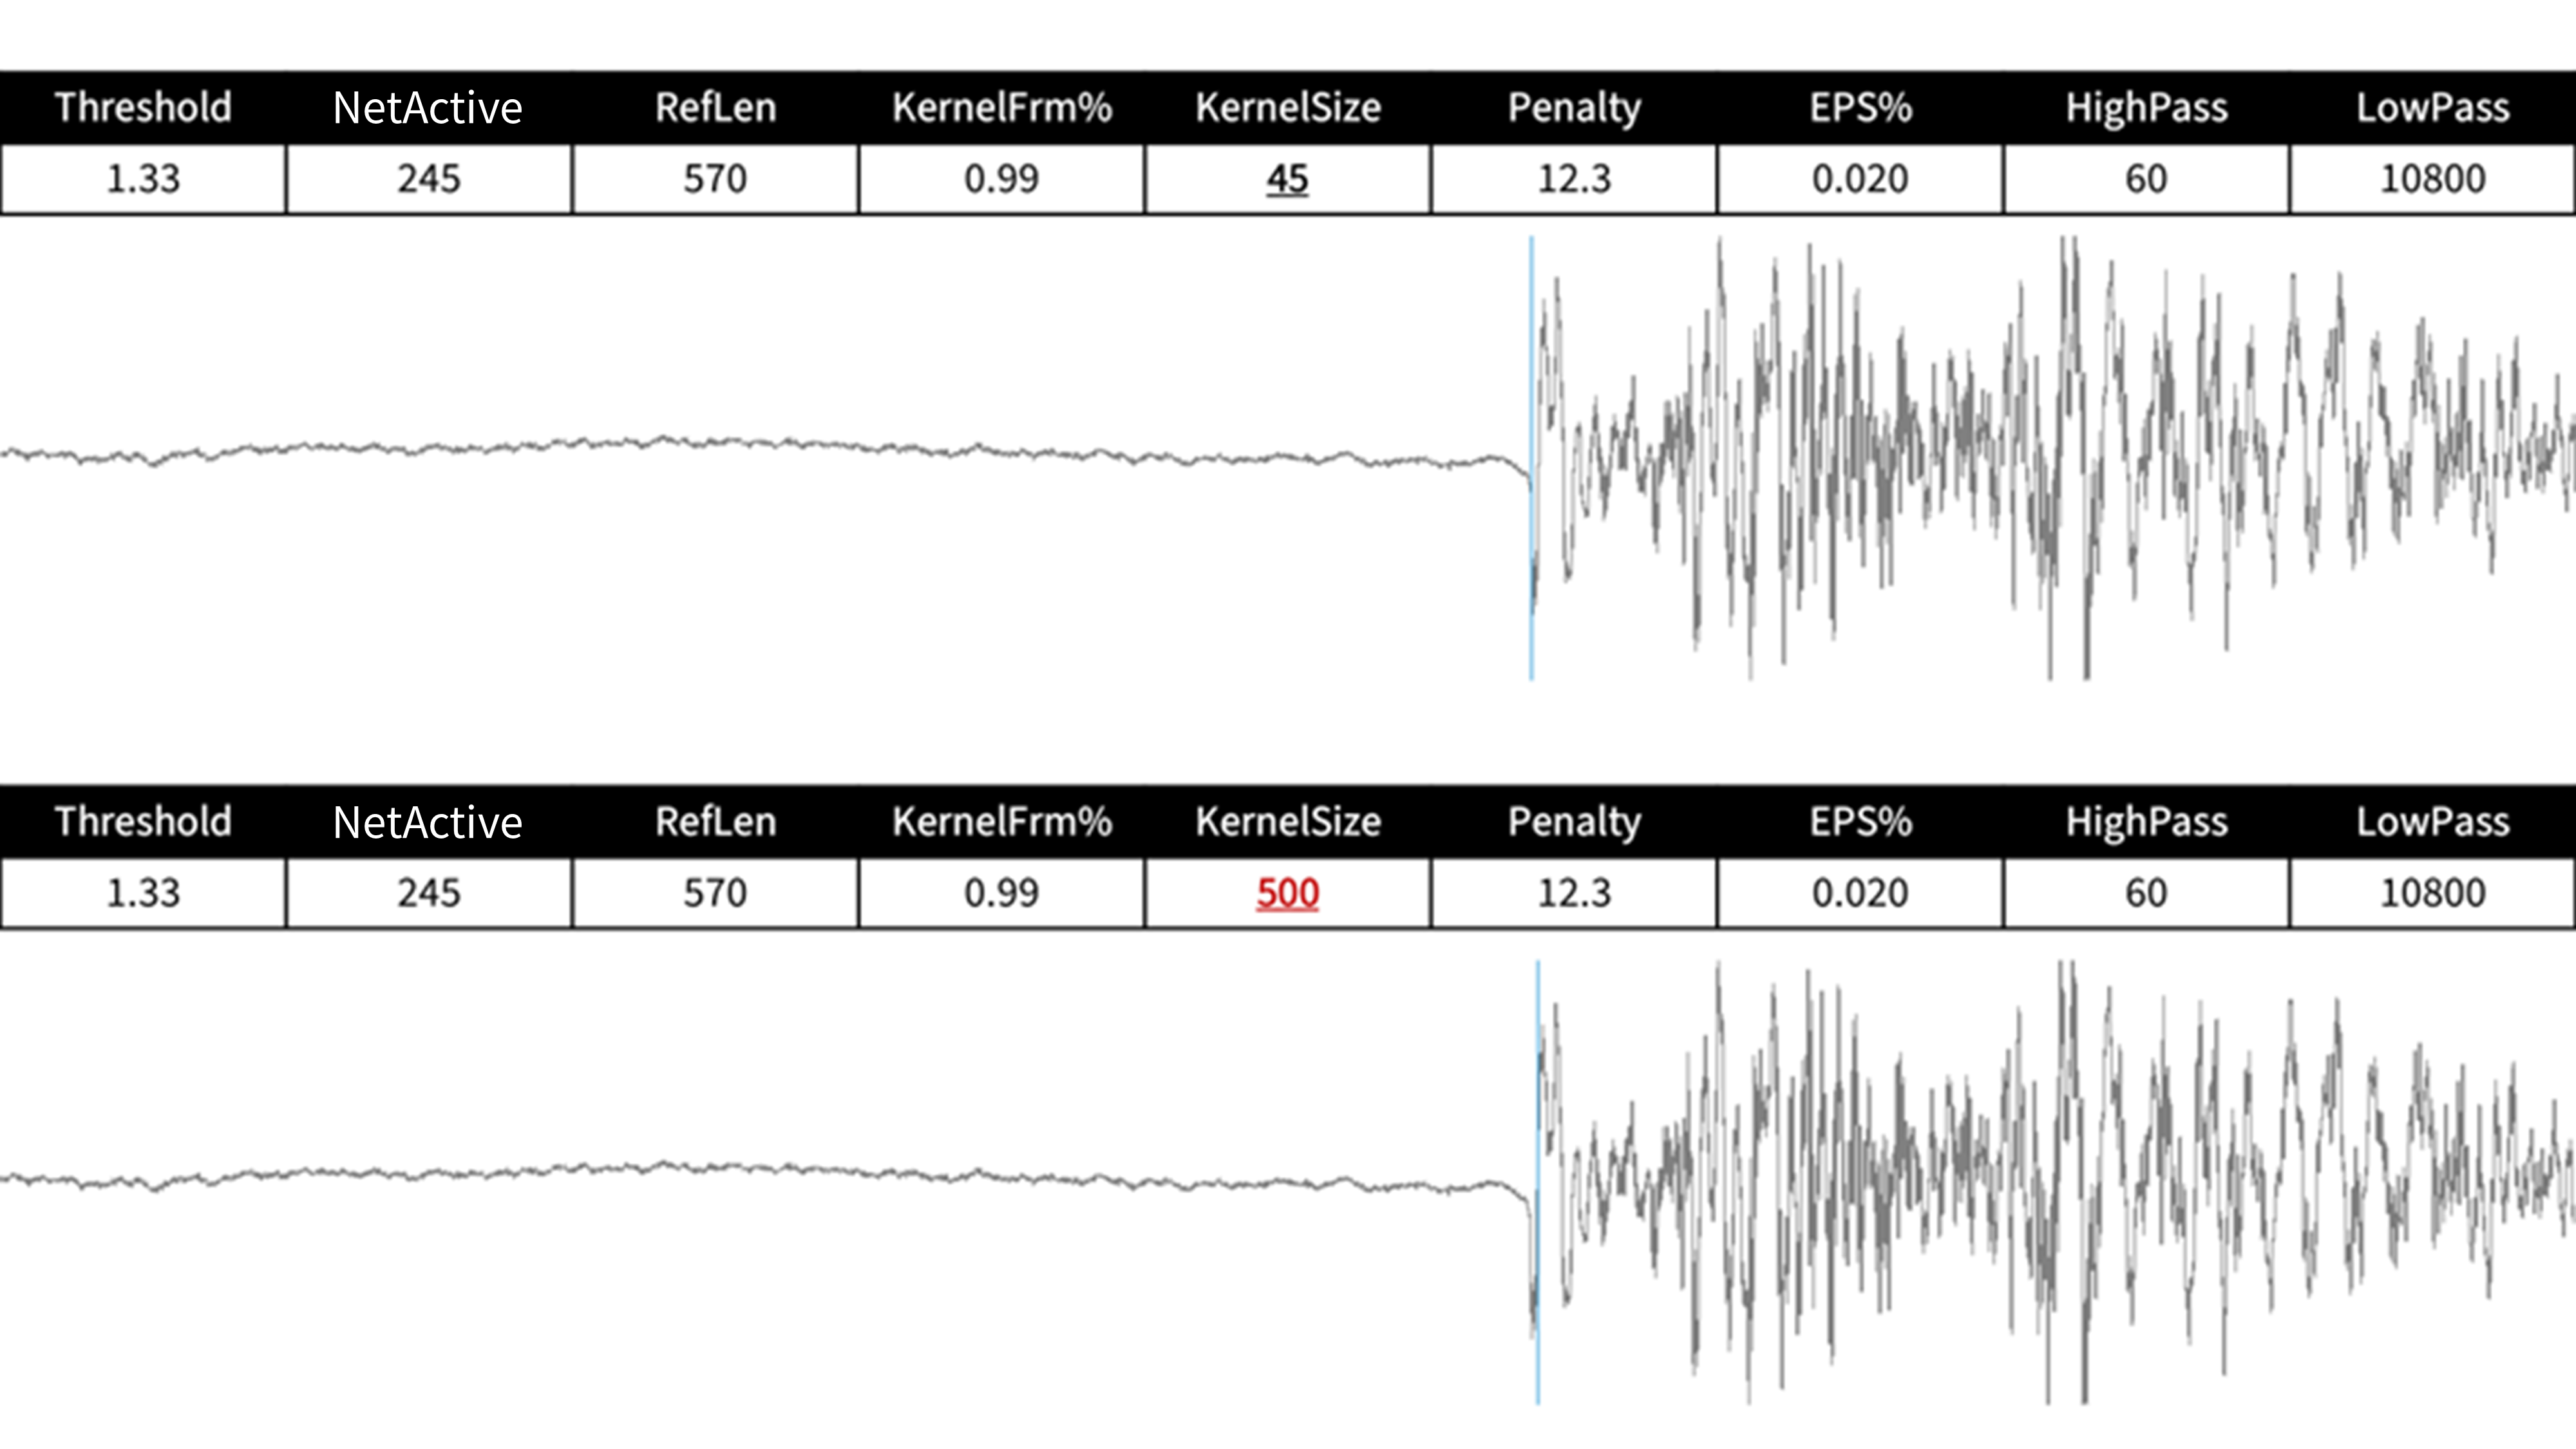 Threshold NetActive RefLen KernelFrm% KernelSize Penalty EPS% HighPass LowPass
1.33 245 570 0.99 45 12.3 0.020 60 10800
Threshold NetActive RefLen KernelFrm% KernelSize Penalty EPS% HighPass LowPass
1.33 245 570 0.99 500 12.3 0.020 60 10800